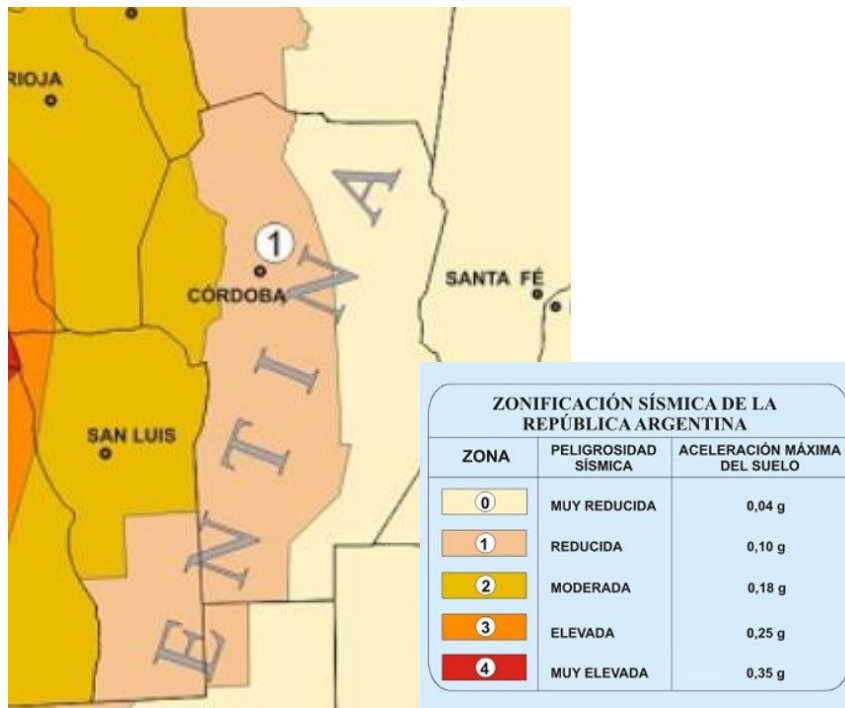 RIOJA
1
CÓRDOBA
SANTA FÉ
SAN LUIS
ENTINA
ZONIFICACIÓN SÍSMICA DE LA
REPÚBLICA ARGENTINA
ZONA
PELIGROSIDAD
SÍSMICA
ACELERACIÓN MÁXIMA
DEL SUELO
0 MUY REDUCIDA 0,04 g
1 REDUCIDA 0,10 g
2 MODERADA 0,18 g
3 ELEVADA 0,25 g
4 MUY ELEVADA 0,35 g